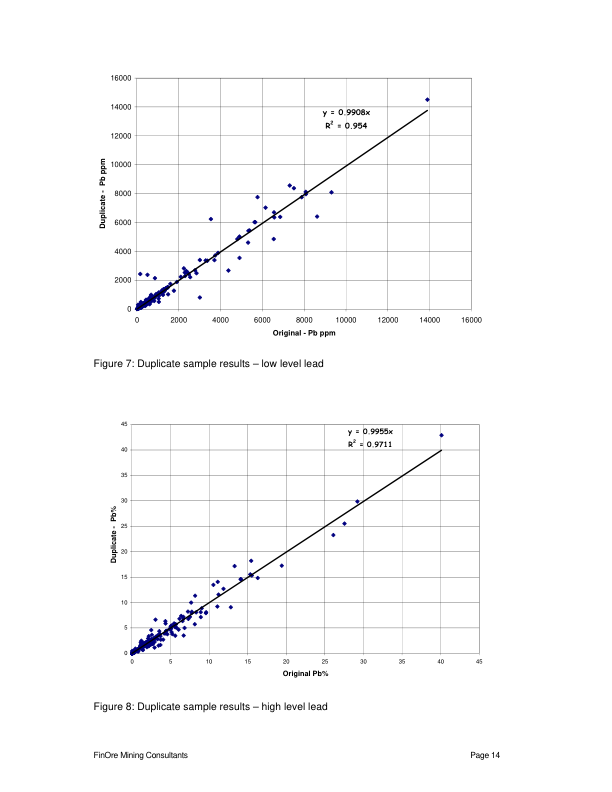 16000
14000
12000
10000
8000
6000
4000
2000
0
Duplicate - Pb ppm
y = 0.9908x
R² = 0.954
0 2000 4000 6000 8000 10000 12000 14000 16000
Original - Pb ppm
Figure 7: Duplicate sample results – low level lead
45
40
35
30
25
20
15
10
5
0
Duplicate - Pb%
y = 0.9955x
R² = 0.9711
0 5 10 15 20 25 30 35 40 45
Original Pb%
Figure 8: Duplicate sample results – high level lead
FinOre Mining Consultants Page 14